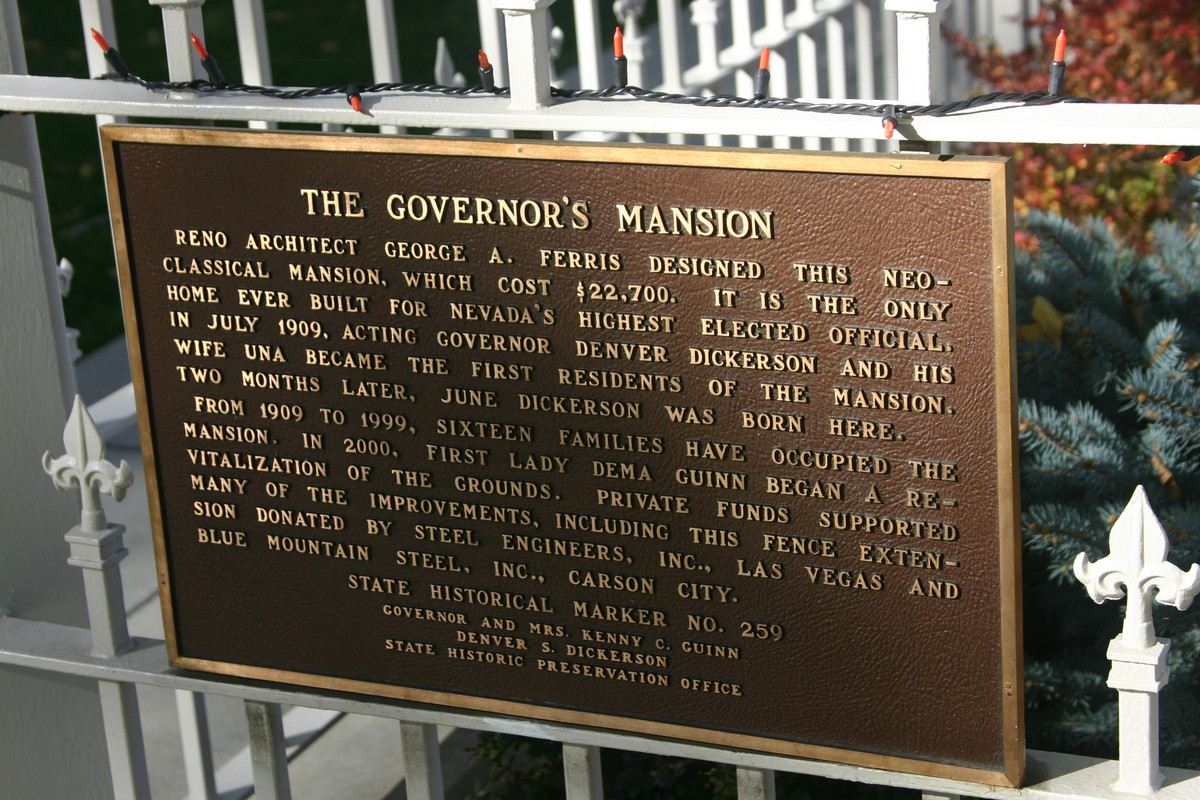 THE GOVERNOR'S MANSION
RENO ARCHITECT GEORGE A. FERRIS DESIGNED THIS NEO-
CLASSICAL MANSION, WHICH COST $22,700. IT IS THE ONLY
HOME EVER BUILT FOR NEVADA'S HIGHEST ELECTED OFFICIAL.
IN JULY 1909, ACTING GOVERNOR DENVER DICKERSON AND HIS
WIFE UNA BECAME THE FIRST RESIDENTS OF THE MANSION.
TWO MONTHS LATER, JUNE DICKERSON WAS BORN HERE.
FROM 1909 TO 1999, SIXTEEN FAMILIES HAVE OCCUPIED THE
MANSION. IN 2000, FIRST LADY DEMA GUINN BEGAN A RE-
VITALIZATION OF THE GROUNDS. PRIVATE FUNDS SUPPORTED
MANY OF THE IMPROVEMENTS, INCLUDING THIS FENCE EXTEN-
SION DONATED BY STEEL ENGINEERS, INC., LAS VEGAS AND
BLUE MOUNTAIN STEEL, INC., CARSON CITY.
STATE HISTORICAL MARKER NO. 259
GOVERNOR AND MRS. KENNY C. GUINN
DENVER S. DICKERSON
STATE HISTORIC PRESERVATION OFFICE